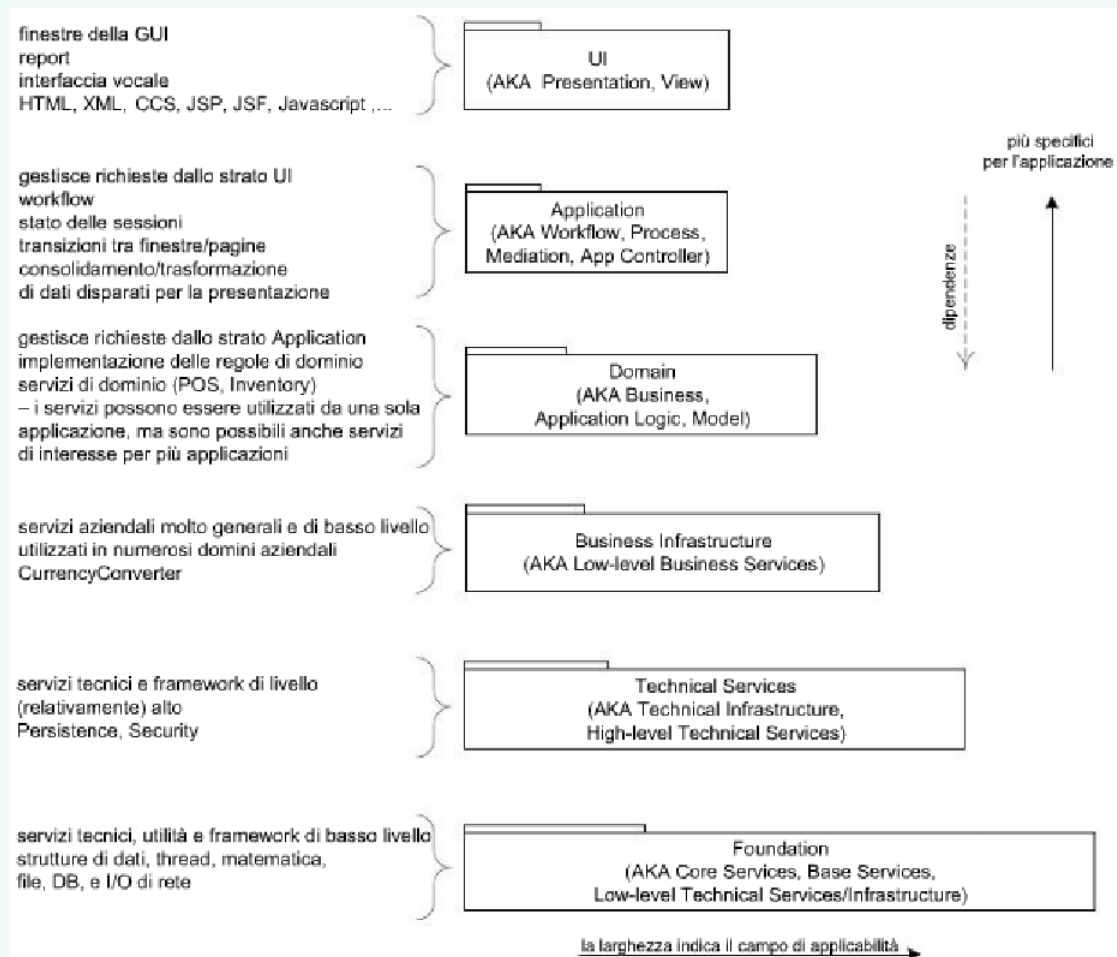 finestre della GUI
report
interfaccia vocale
HTML, XML, CCS, JSP, JSF, Javascript ,...
UI
(AKA Presentation, View)
più specifici
per l'applicazione
gestisce richieste dallo strato UI
workflow
stato delle sessioni
transizioni tra finestre/pagine
consolidamento/trasformazione
di dati disparati per la presentazione
Application
(AKA Workflow, Process,
Mediation, App Controller)
dipendenze
gestisce richieste dallo strato Application
implementazione delle regole di dominio
servizi di dominio (POS, Inventory)
– i servizi possono essere utilizzati da una sola
applicazione, ma sono possibili anche servizi
di interesse per più applicazioni
Domain
(AKA Business,
Application Logic, Model)
servizi aziendali molto generali e di basso livello
utilizzati in numerosi domini aziendali
CurrencyConverter
Business Infrastructure
(AKA Low-level Business Services)
servizi tecnici e framework di livello
(relativamente) alto
Persistence, Security
Technical Services
(AKA Technical Infrastructure,
High-level Technical Services)
servizi tecnici, utilità e framework di basso livello
strutture di dati, thread, matematica,
file, DB, e I/O di rete
Foundation
(AKA Core Services, Base Services,
Low-level Technical Services/Infrastructure)
la larghezza indica il campo di applicabilità